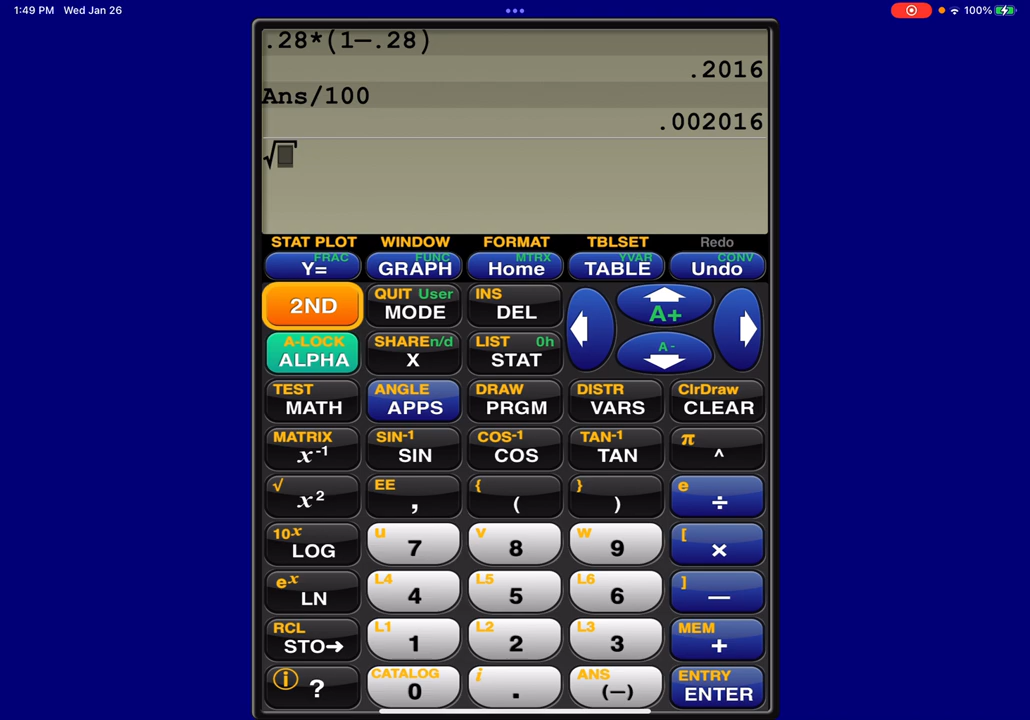 1:49 PM Wed Jan 26
100%
.28*(1-.28)
.2016
Ans/100
.002016
√
STAT PLOT WINDOW FORMAT TBLSET Redo
FRAC FUNC MTRX YVAR CONV
Y= GRAPH Home TABLE Undo
QUIT User INS
2ND MODE DEL A+
A-LOCK SHARE n/d LIST 0h A-
ALPHA X STAT
TEST ANGLE DRAW DISTR ClrDraw
MATH APPS PRGM VARS CLEAR
MATRIX SIN-1 COS-1 TAN-1 π
x-1 SIN COS TAN ^
√ EE { } e
x2 , ( ) ÷
10x u v w [
LOG 7 8 9 ×
ex L4 L5 L6 ]
LN 4 5 6 —
RCL L1 L2 L3 MEM
STO→ 1 2 3 +
i CATALOG i ANS ENTRY
? 0 . (—) ENTER